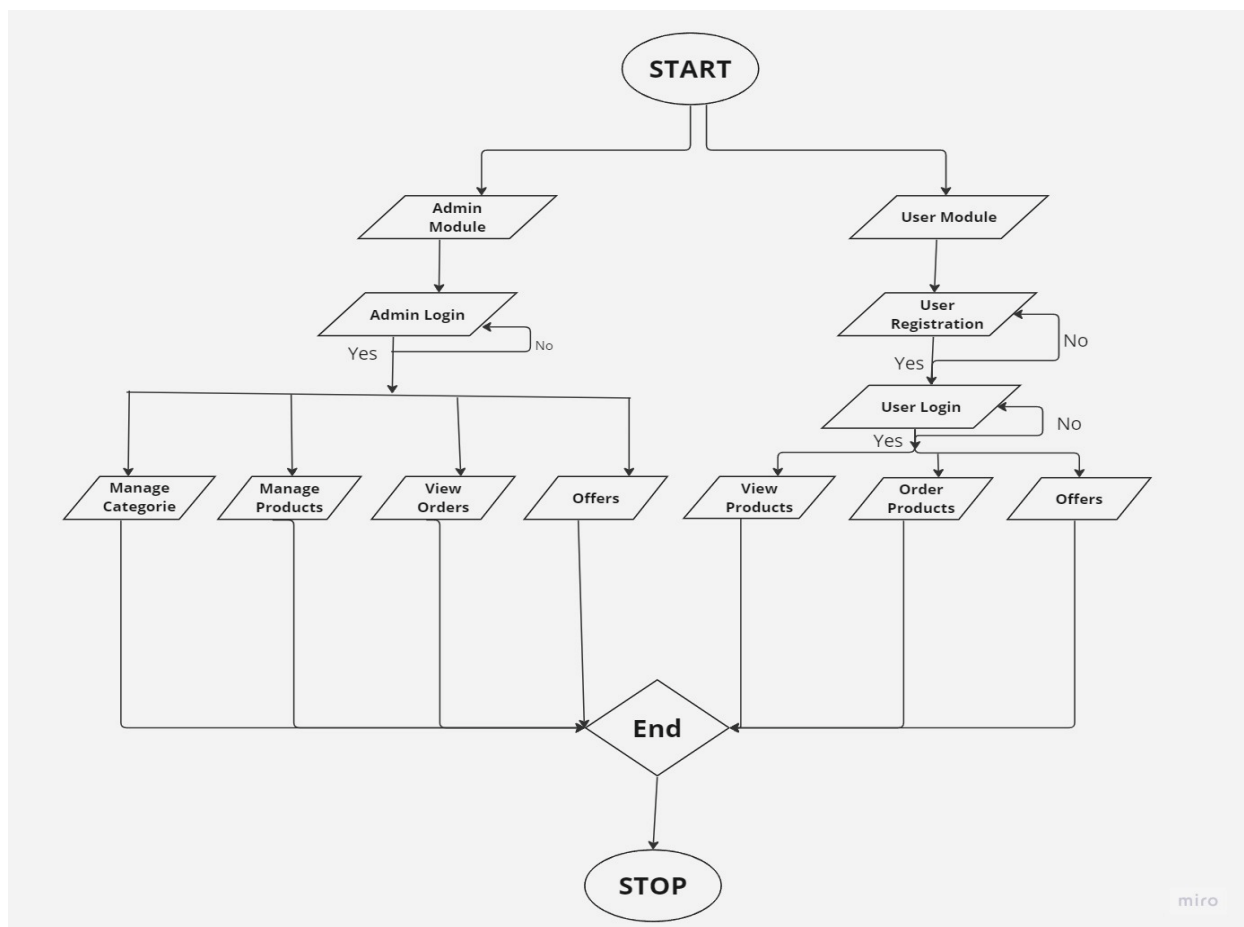 START
Admin
Module
User Module
Admin Login
User
Registration
Yes
No
No
Yes
User Login
No
Yes
Manage
Categorie
Manage
Products
View
Orders
Offers
View
Products
Order
Products
Offers
End
STOP
miro